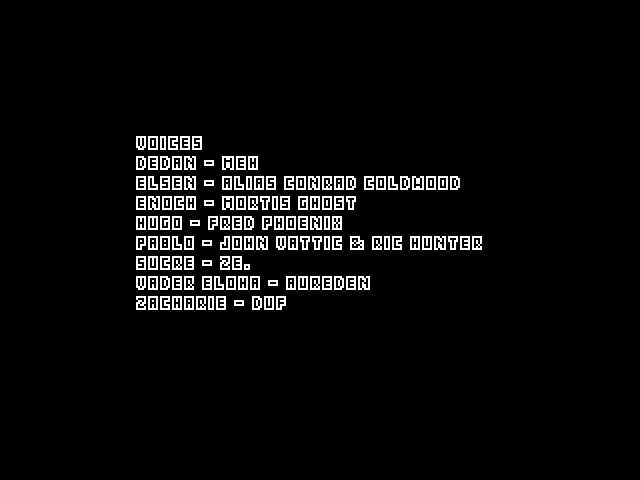 VOICES
DEDAN - MEH
ELSEN - ALIAS CONRAD COLDWOOD
ENOCH - MORTIS GHOST
HUGO - FRED PHOENIX
PABLO - JOHN VATTIC & RIC HUNTER
SUCRE - ZE.
VADER ELOHA - AUREDEN
ZACHARIE - DUF